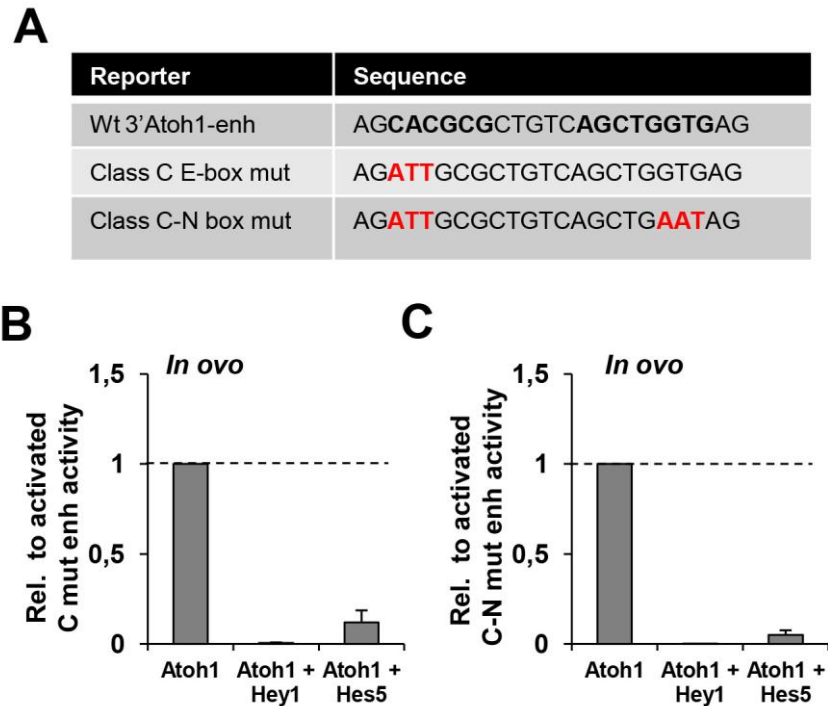 A
Reporter Sequence
Wt 3'Atoh1-enh AGCACGCGCTGTCAGCTGGTGAG
Class C E-box mut AGATTGCGCTGTCAGCTGGTGAG
Class C-N box mut AGATTGCGCTGTCAGCTGAATAG
B
In ovo
Rel. to activated
C mut enh activity
1,5
1
0,5
0
Atoh1 Atoh1 + Atoh1 +
Hey1 Hes5
C
In ovo
Rel. to activated
C-N mut enh activity
1,5
1
0,5
0
Atoh1 Atoh1 + Atoh1 +
Hey1 Hes5